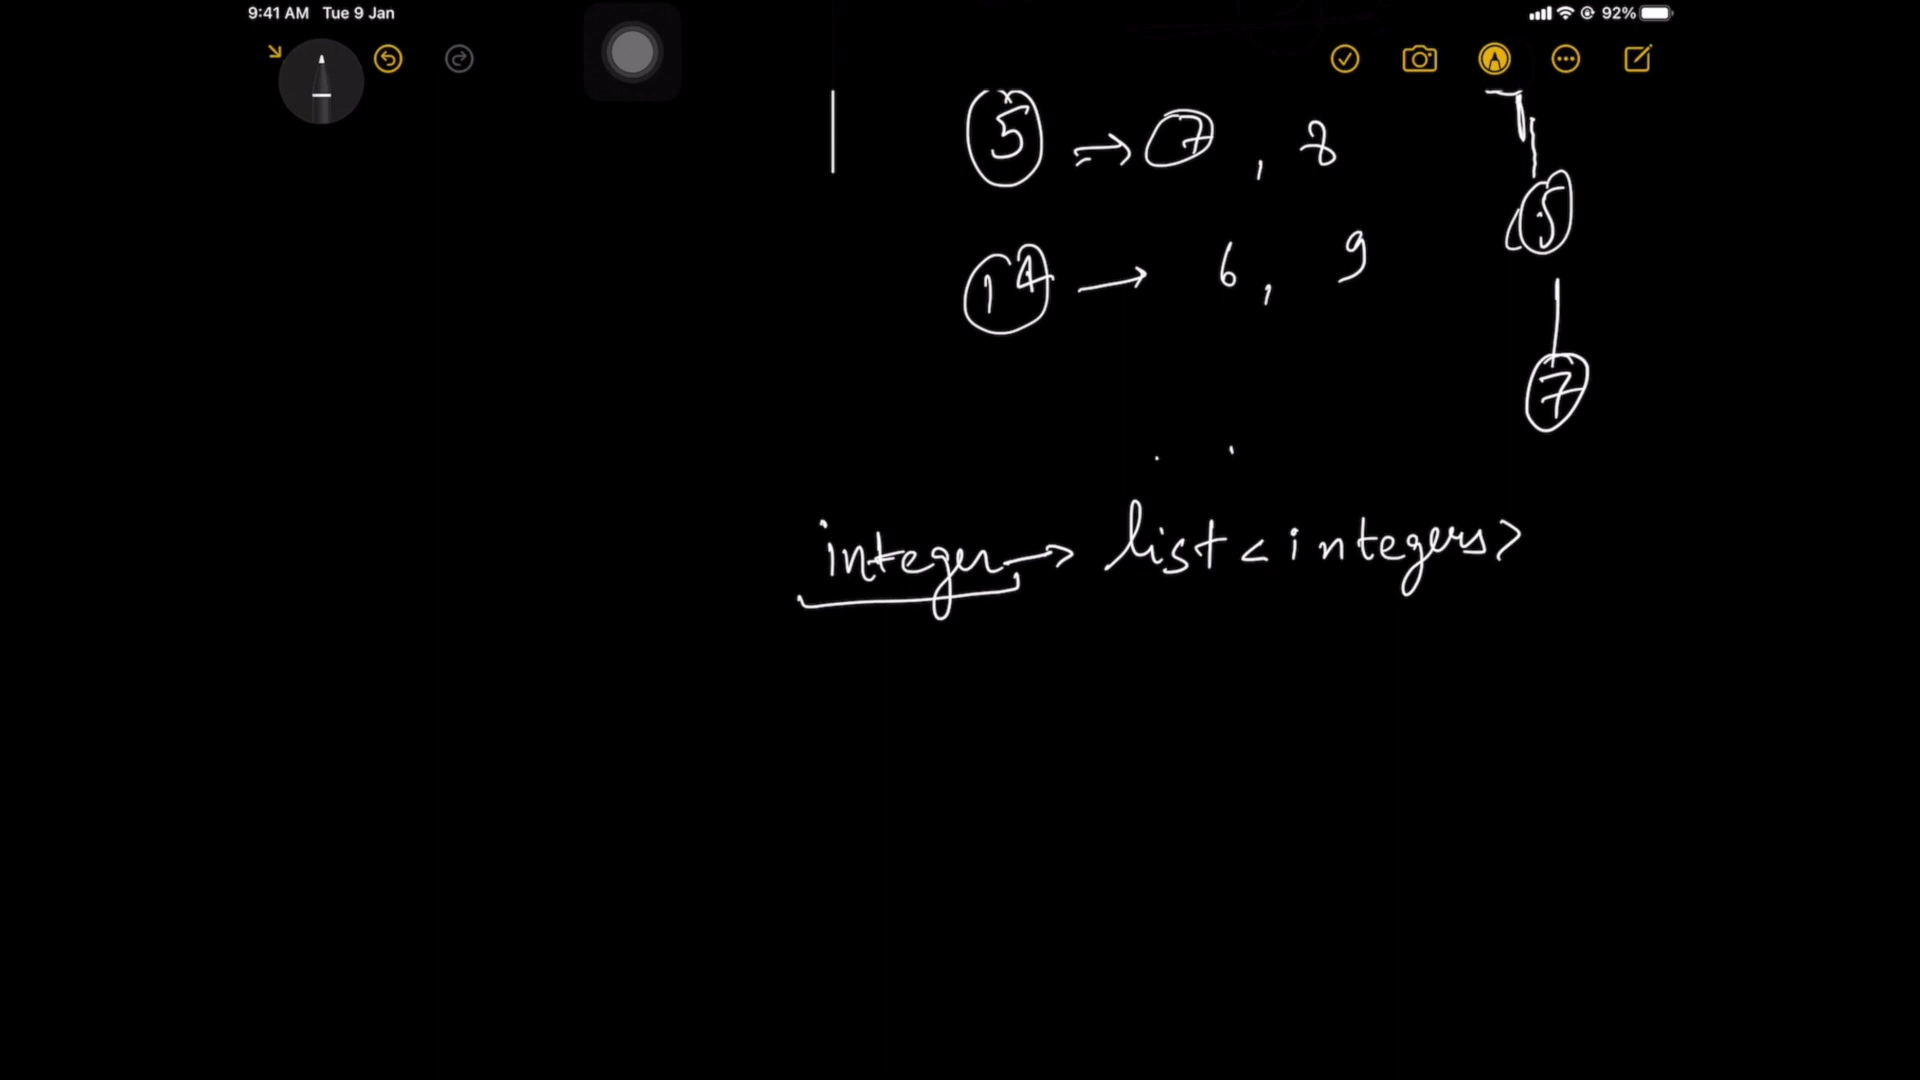 9:41 AM Tue 9 Jan 92%
5 → 7, 8
5
14 → 6, 9
7
integer → list <integers>